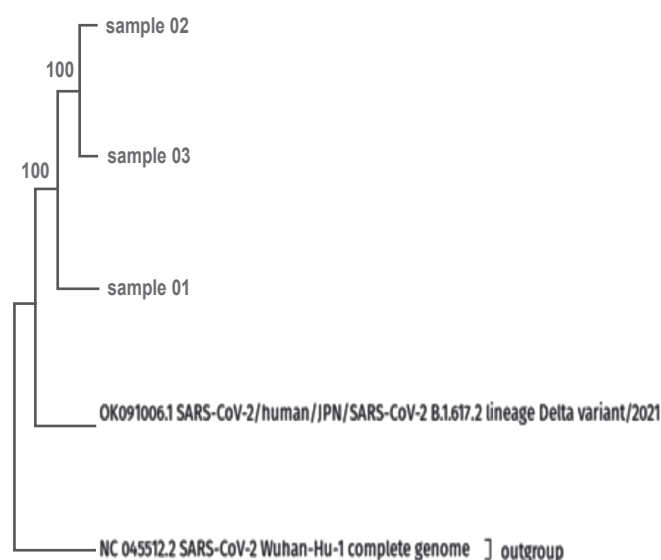 sample 02
100
sample 03
100
sample 01
OK091006.1 SARS-CoV-2/human/JPN/SARS-CoV-2 B.1.617.2 lineage Delta variant/2021
NC 045512.2 SARS-CoV-2 Wuhan-Hu-1 complete genome ] outgroup